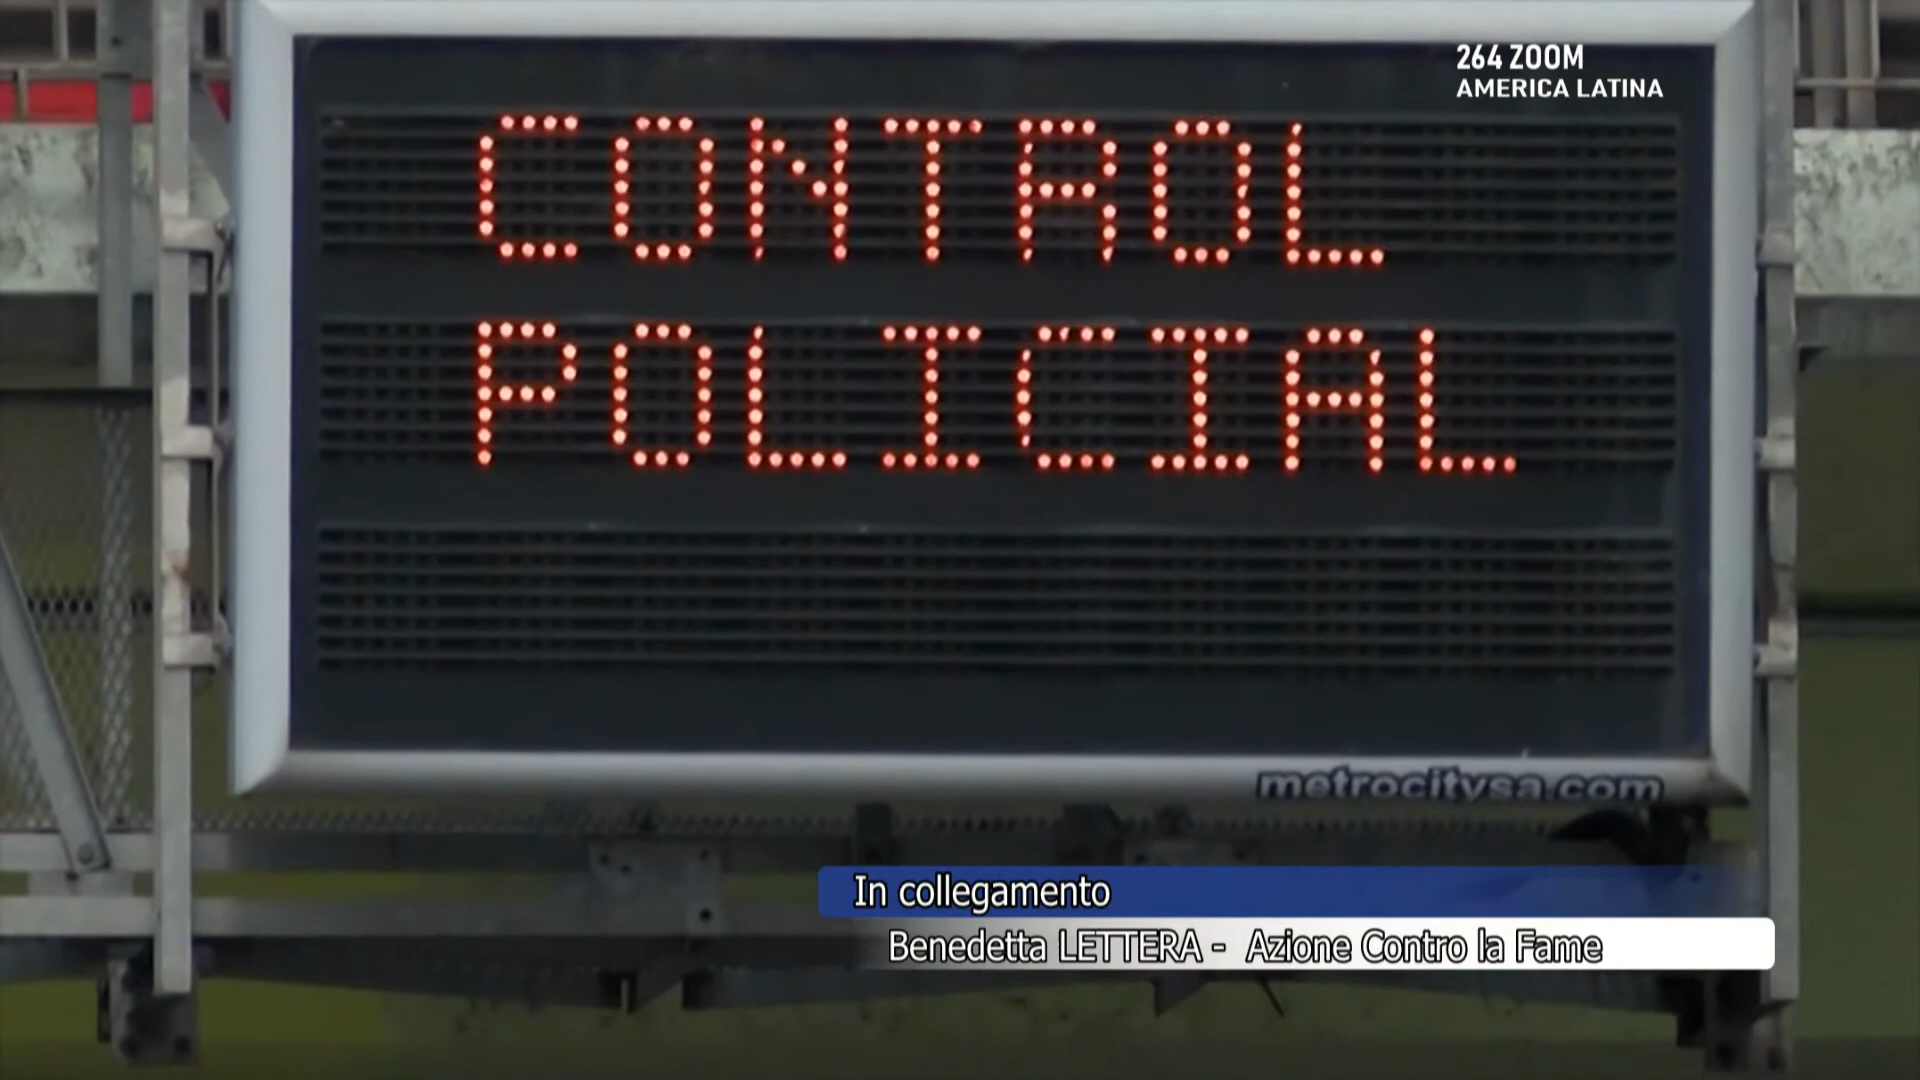 264 ZOOM
AMERICA LATINA
CONTROL
POLICIAL
metrocitysa.com
In collegamento
Benedetta LETTERA - Azione Contro la Fame